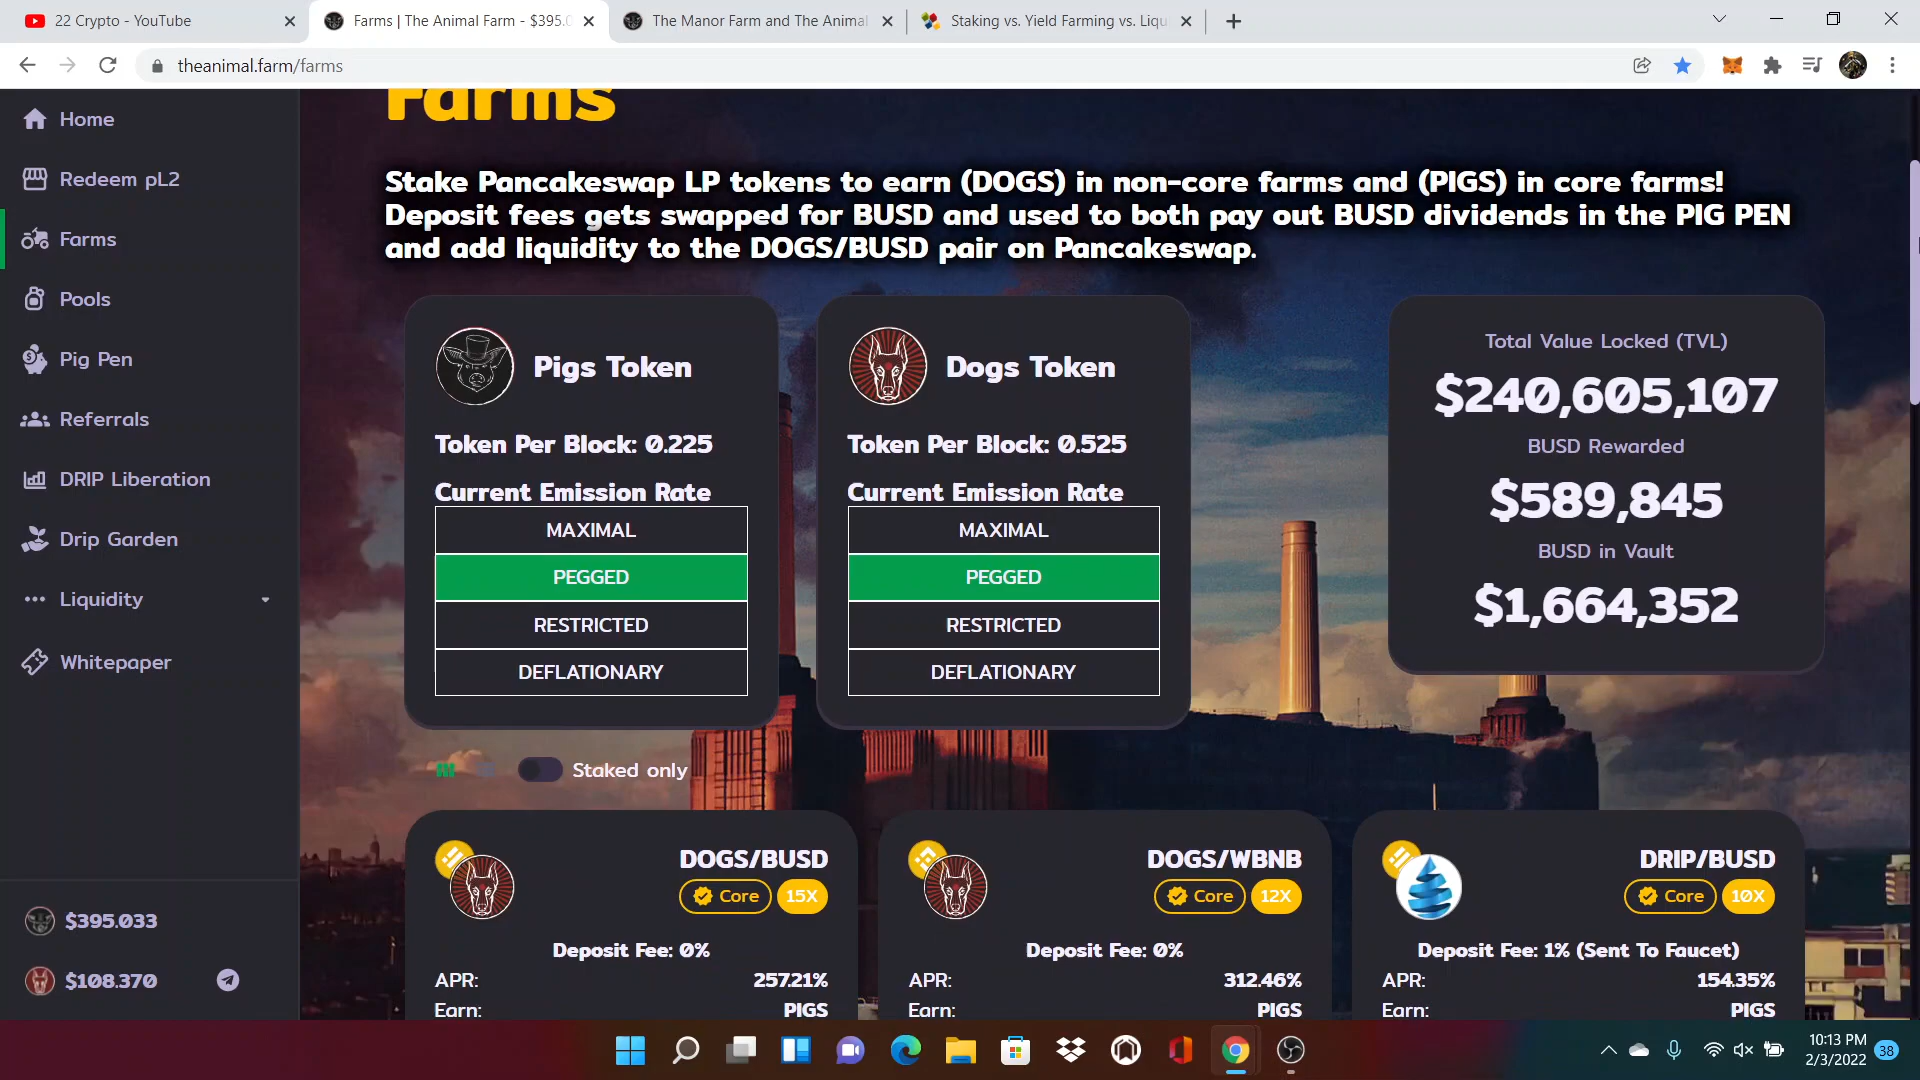 22 Crypto - YouTube
Farms | The Animal Farm - $395.0
The Manor Farm and The Animal
Staking vs. Yield Farming vs. Liqu
theanimal.farm/farms
Home
Redeem pL2
Farms
Pools
Pig Pen
Referrals
DRIP Liberation
Drip Garden
Liquidity
Whitepaper
$395.033
$108.370
Farms
Stake Pancakeswap LP tokens to earn (DOGS) in non-core farms and (PIGS) in core farms!
Deposit fees gets swapped for BUSD and used to both pay out BUSD dividends in the PIG PEN
and add liquidity to the DOGS/BUSD pair on Pancakeswap.
Pigs Token
Token Per Block: 0.225
Current Emission Rate
MAXIMAL
PEGGED
RESTRICTED
DEFLATIONARY
Dogs Token
Token Per Block: 0.525
Current Emission Rate
MAXIMAL
PEGGED
RESTRICTED
DEFLATIONARY
Total Value Locked (TVL)
$240,605,107
BUSD Rewarded
$589,845
BUSD in Vault
$1,664,352
Staked only
DOGS/BUSD
Core 15X
Deposit Fee: 0%
APR: 257.21%
Earn: PIGS
DOGS/WBNB
Core 12X
Deposit Fee: 0%
APR: 312.46%
Earn: PIGS
DRIP/BUSD
Core 10X
Deposit Fee: 1% (Sent To Faucet)
APR: 154.35%
Earn: PIGS
10:13 PM
2/3/2022
38